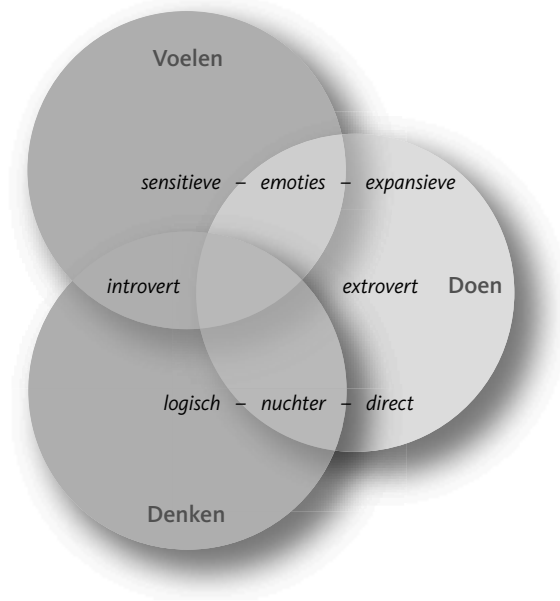 Voelen
sensitieve – emoties – expansieve
introvert
extrovert
Doen
logisch – nuchter – direct
Denken